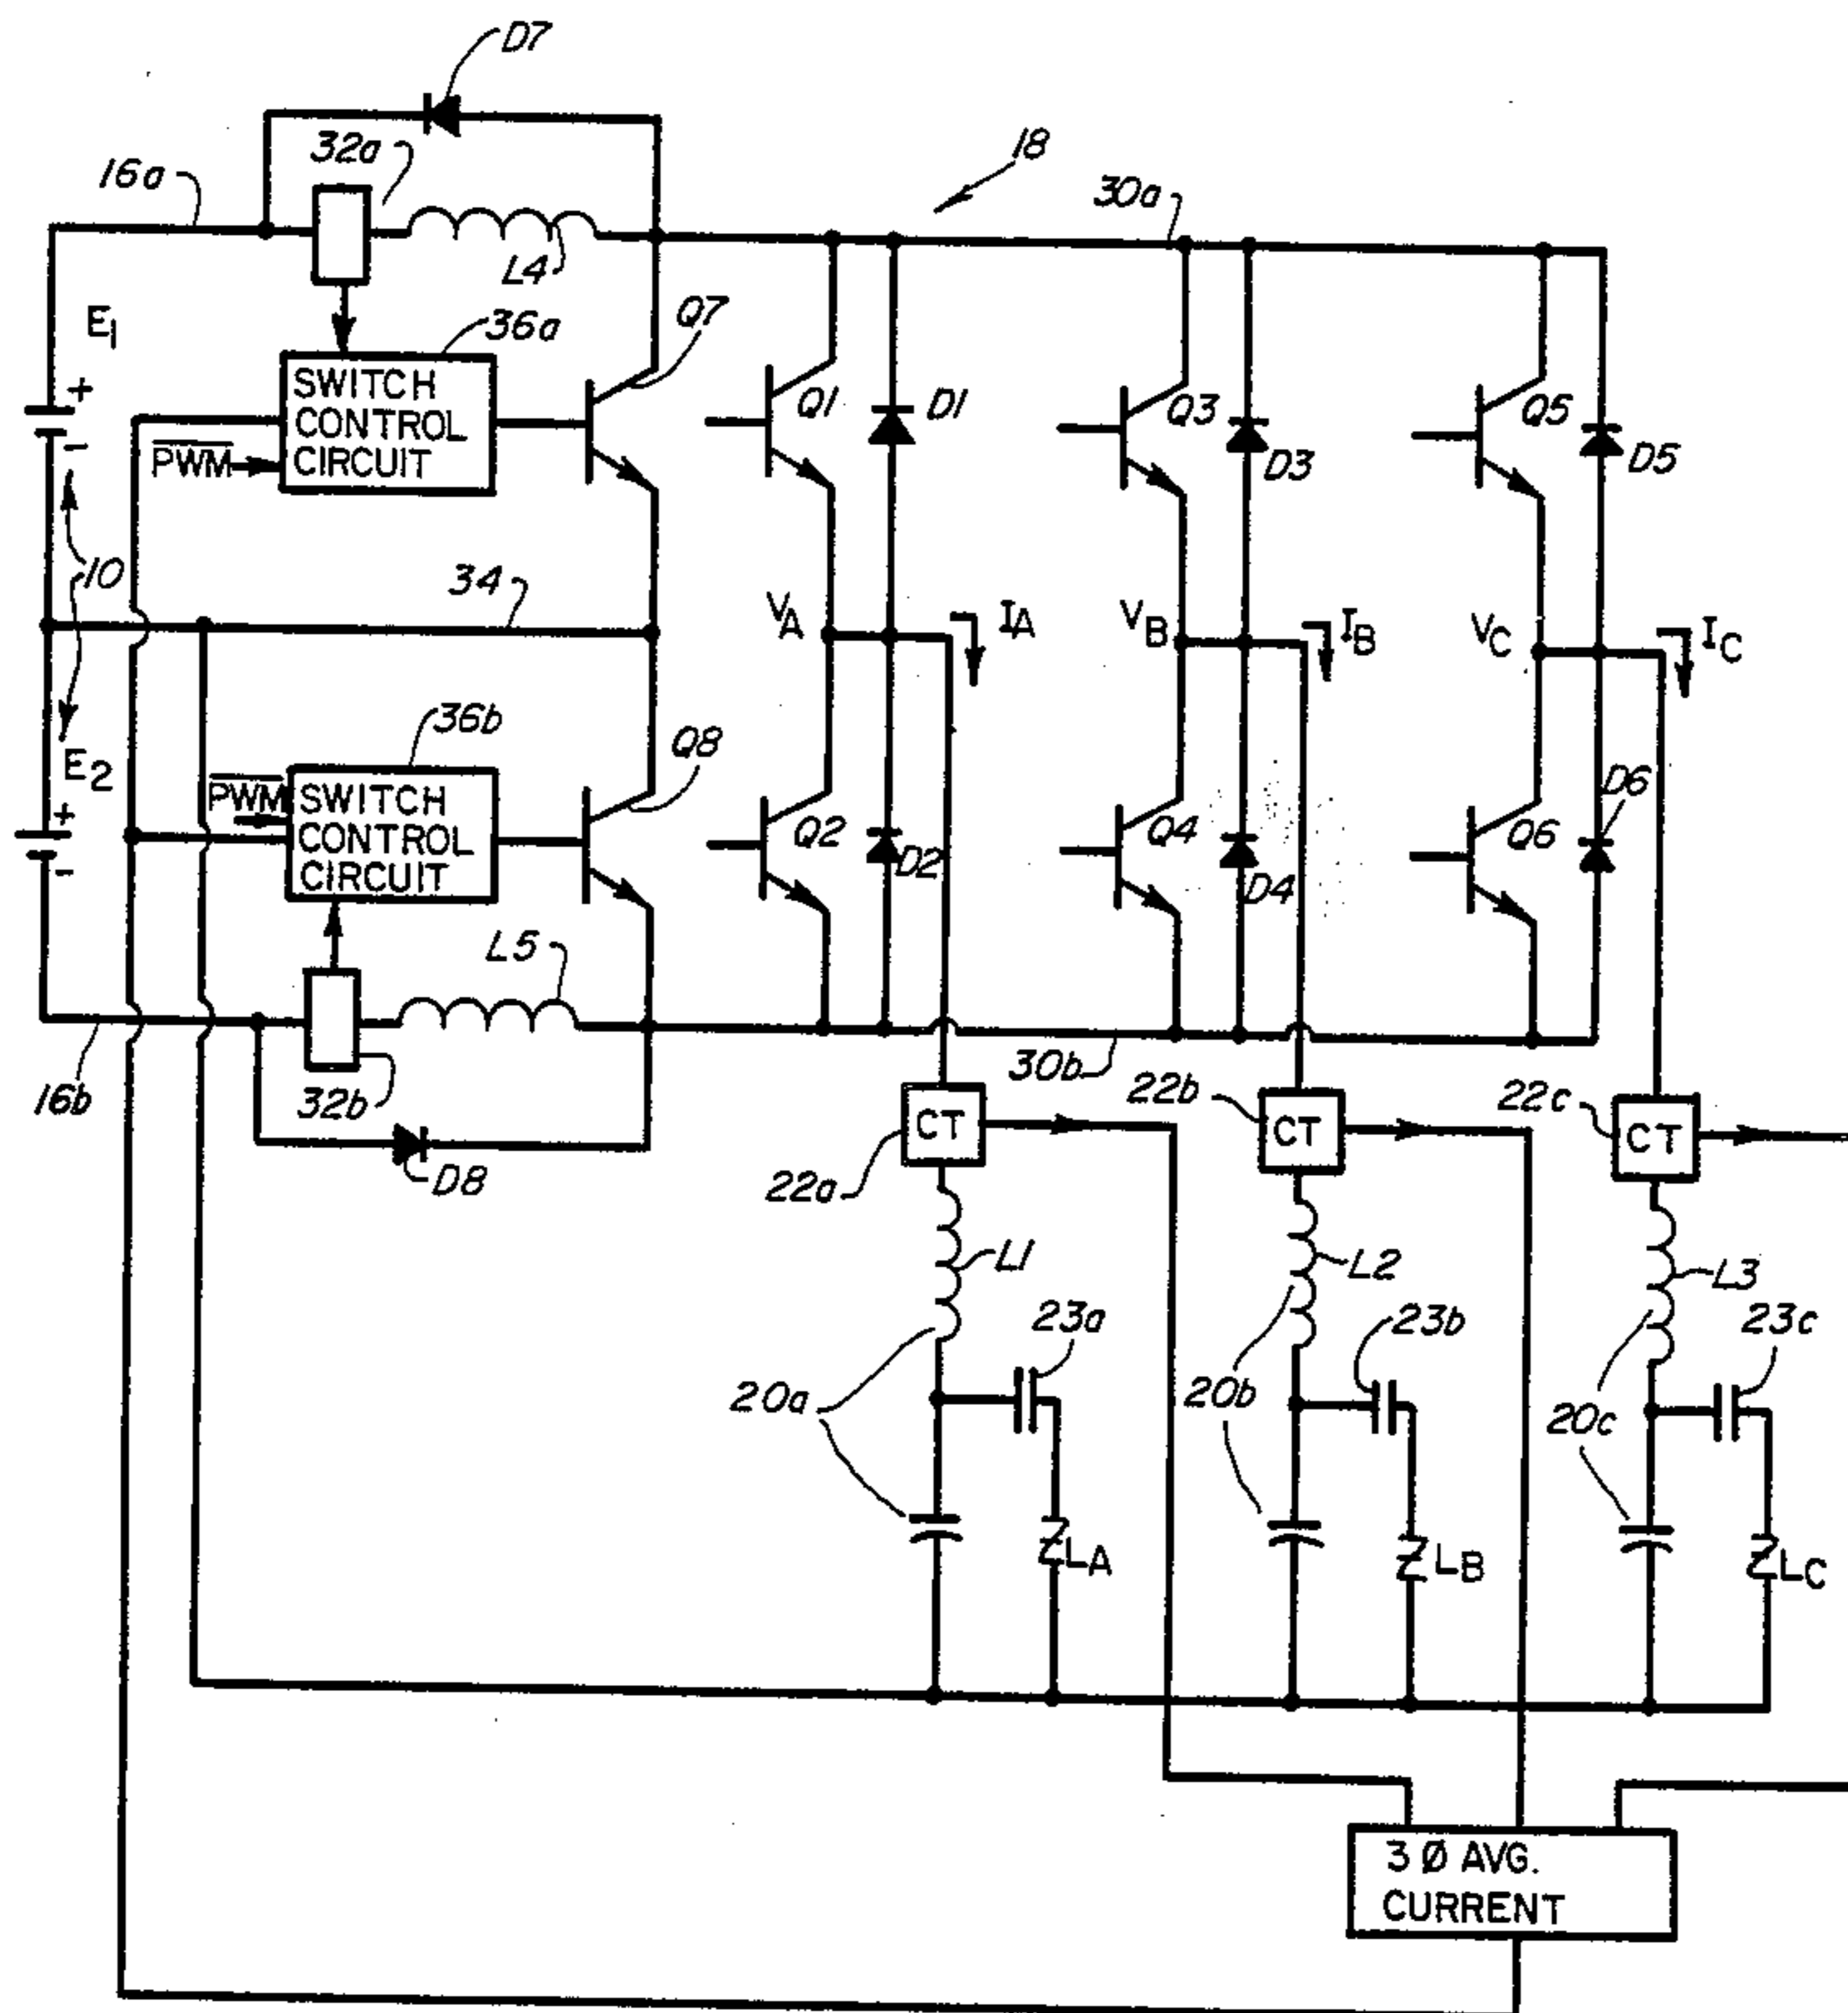 D7
32a
18
16a
30a
L4
E1
36a
Q7
+
SWITCH
CONTROL
CIRCUIT
Q1
D1
Q3
D3
Q5
D5
-
PWM
10
34
VA
IA
VB
IB
VC
IC
36b
Q8
E2
PWM
SWITCH
CONTROL
CIRCUIT
+
-
Q2
D2
Q4
D4
Q6
D6
L5
16b
32b
30b
D8
22a
CT
22b
CT
22c
CT
L1
L2
L3
23a
23b
23c
20a
20b
20c
ZLA
ZLB
ZLC
3 Ø AVG.
CURRENT